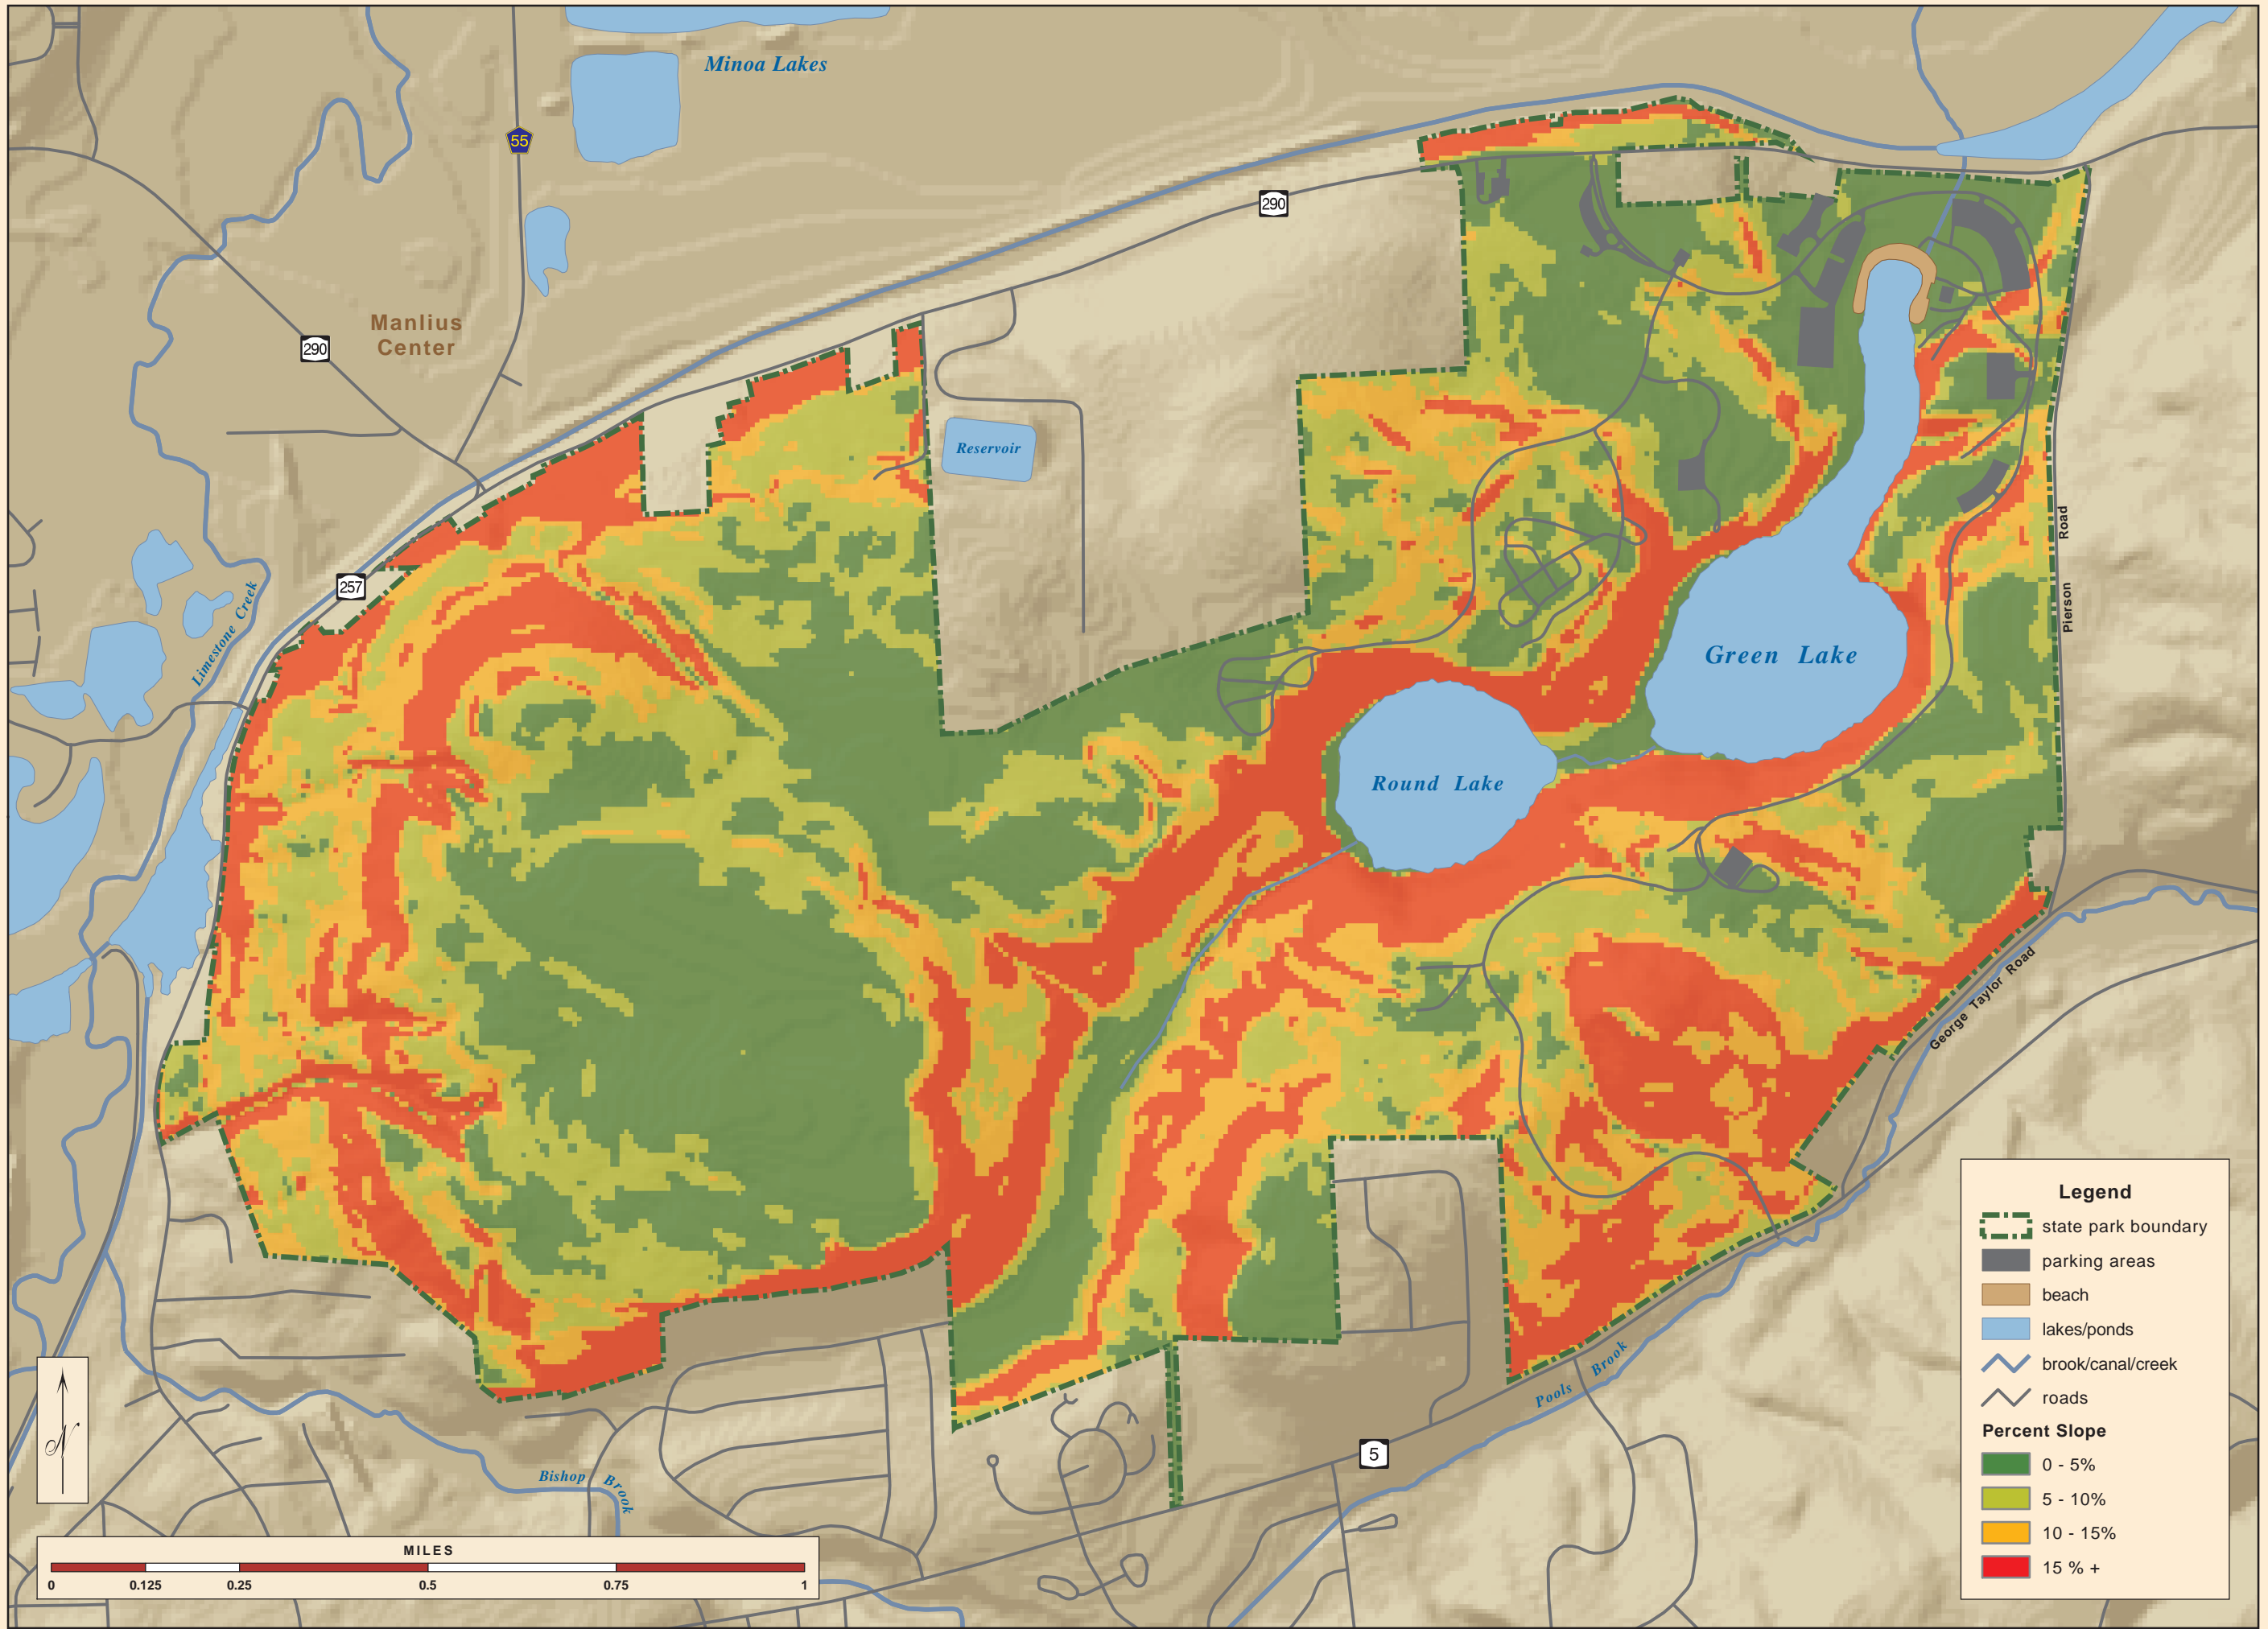 Minoa Lakes
55
290
Manlius
Center
290
Reservoir
257
Limestone Creek
Road
Pierson
Green Lake
Round Lake
George Taylor Road
Pools Brook
5
Bishop Brook
N
MILES
0 0.125 0.25 0.5 0.75 1
Legend
state park boundary
parking areas
beach
lakes/ponds
brook/canal/creek
roads
Percent Slope
0 - 5%
5 - 10%
10 - 15%
15 % +